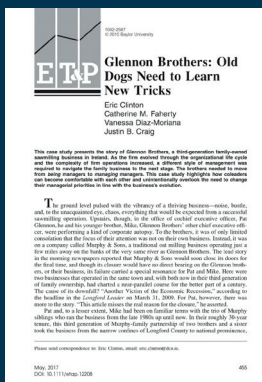 1042-2587
© 2015 Baylor University
E T&P
Glennon Brothers: Old
Dogs Need to Learn
New Tricks
Eric Clinton
Catherine M. Faherty
Vanessa Diaz-Moriana
Justin B. Craig
This case study presents the story of Glennon Brothers, a third-generation family-owned
sawmilling business in Ireland. As the firm evolved through the organizational life cycle
and the complexity of firm operations increased, a different style of management was
required to navigate the family business to the next stage. The brothers needed to move
from being managers to managing managers. This case study highlights how coleaders
can become comfortable with each other and unintentionally overlook the need to change
their managerial priorities in line with the business's evolution.
The ground level pulsed with the vibrancy of a thriving business—noise, bustle,
and, to the unacquainted eye, chaos, everything that would be expected from a successful
sawmilling operation. Upstairs, though, in the office of cochief executive officer, Pat
Glennon, he and his younger brother, Mike, Glennon Brothers' other chief executive offi-
cer, were performing a kind of corporate autopsy. To the brothers, it was of only limited
consolation that the focus of their attention was not on their own business. Instead, it was
on a company called Murphy & Sons, a traditional out milling business operating just a
few miles away on the banks of the very same river as Glennon Brothers. The real story
in the morning newspapers reported that Murphy & Sons would soon close its doors for
the final time, and though its closure would have no direct bearing on the Glennon broth-
ers, or their business, its failure carried a special resonance for Pat and Mike. Here were
two businesses that operated in the same town and, with both now in their third generation
of family ownership, had charted a near-parallel course for the better part of a century.
The cause of its downfall? "Another Victim of the Economic Recession," according to
the headline in the Longford Leader on March 31, 2009. For Pat, however, there was
more to the story. "This article misses the real reason for the closure," he asserted.
Pat and, to a lesser extent, Mike had been on familiar terms with the trio of Murphy
siblings who ran the business from the late 1980s up to its end. In their roughly 30-year
tenure, this third generation of Murphy-family partnership of two brothers and a sister
took the business from the narrow confines of Longford County to national prominence,
Please send correspondence to: Eric Clinton, email: eric.clinton@dcu.ie.
May, 2017
465
DOI: 10.1111/etap.12208